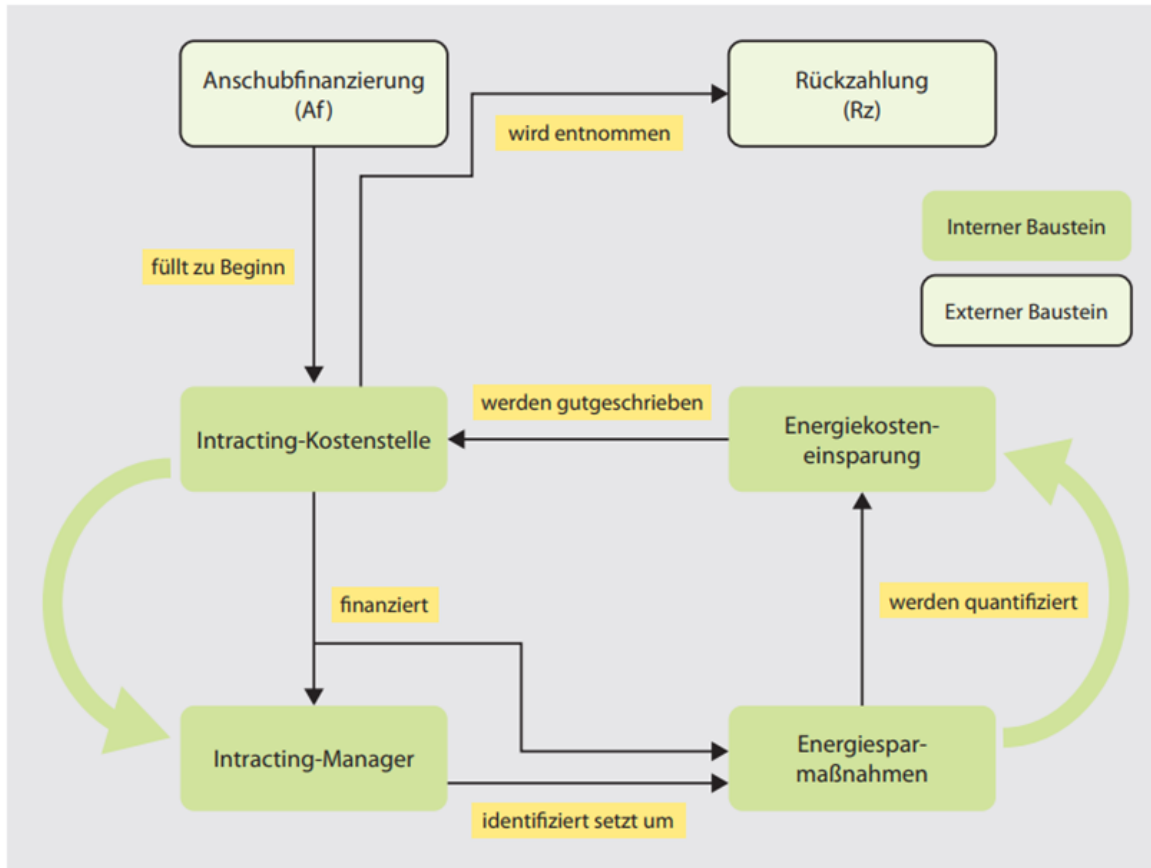 Anschubfinanzierung
(Af)
Rückzahlung
(Rz)
wird entnommen
Interner Baustein
füllt zu Beginn
Externer Baustein
werden gutgeschrieben
Intracting-Kostenstelle
Energiekosten-
einsparung
finanziert
werden quantifiziert
Intracting-Manager
Energiespar-
maßnahmen
identifiziert setzt um